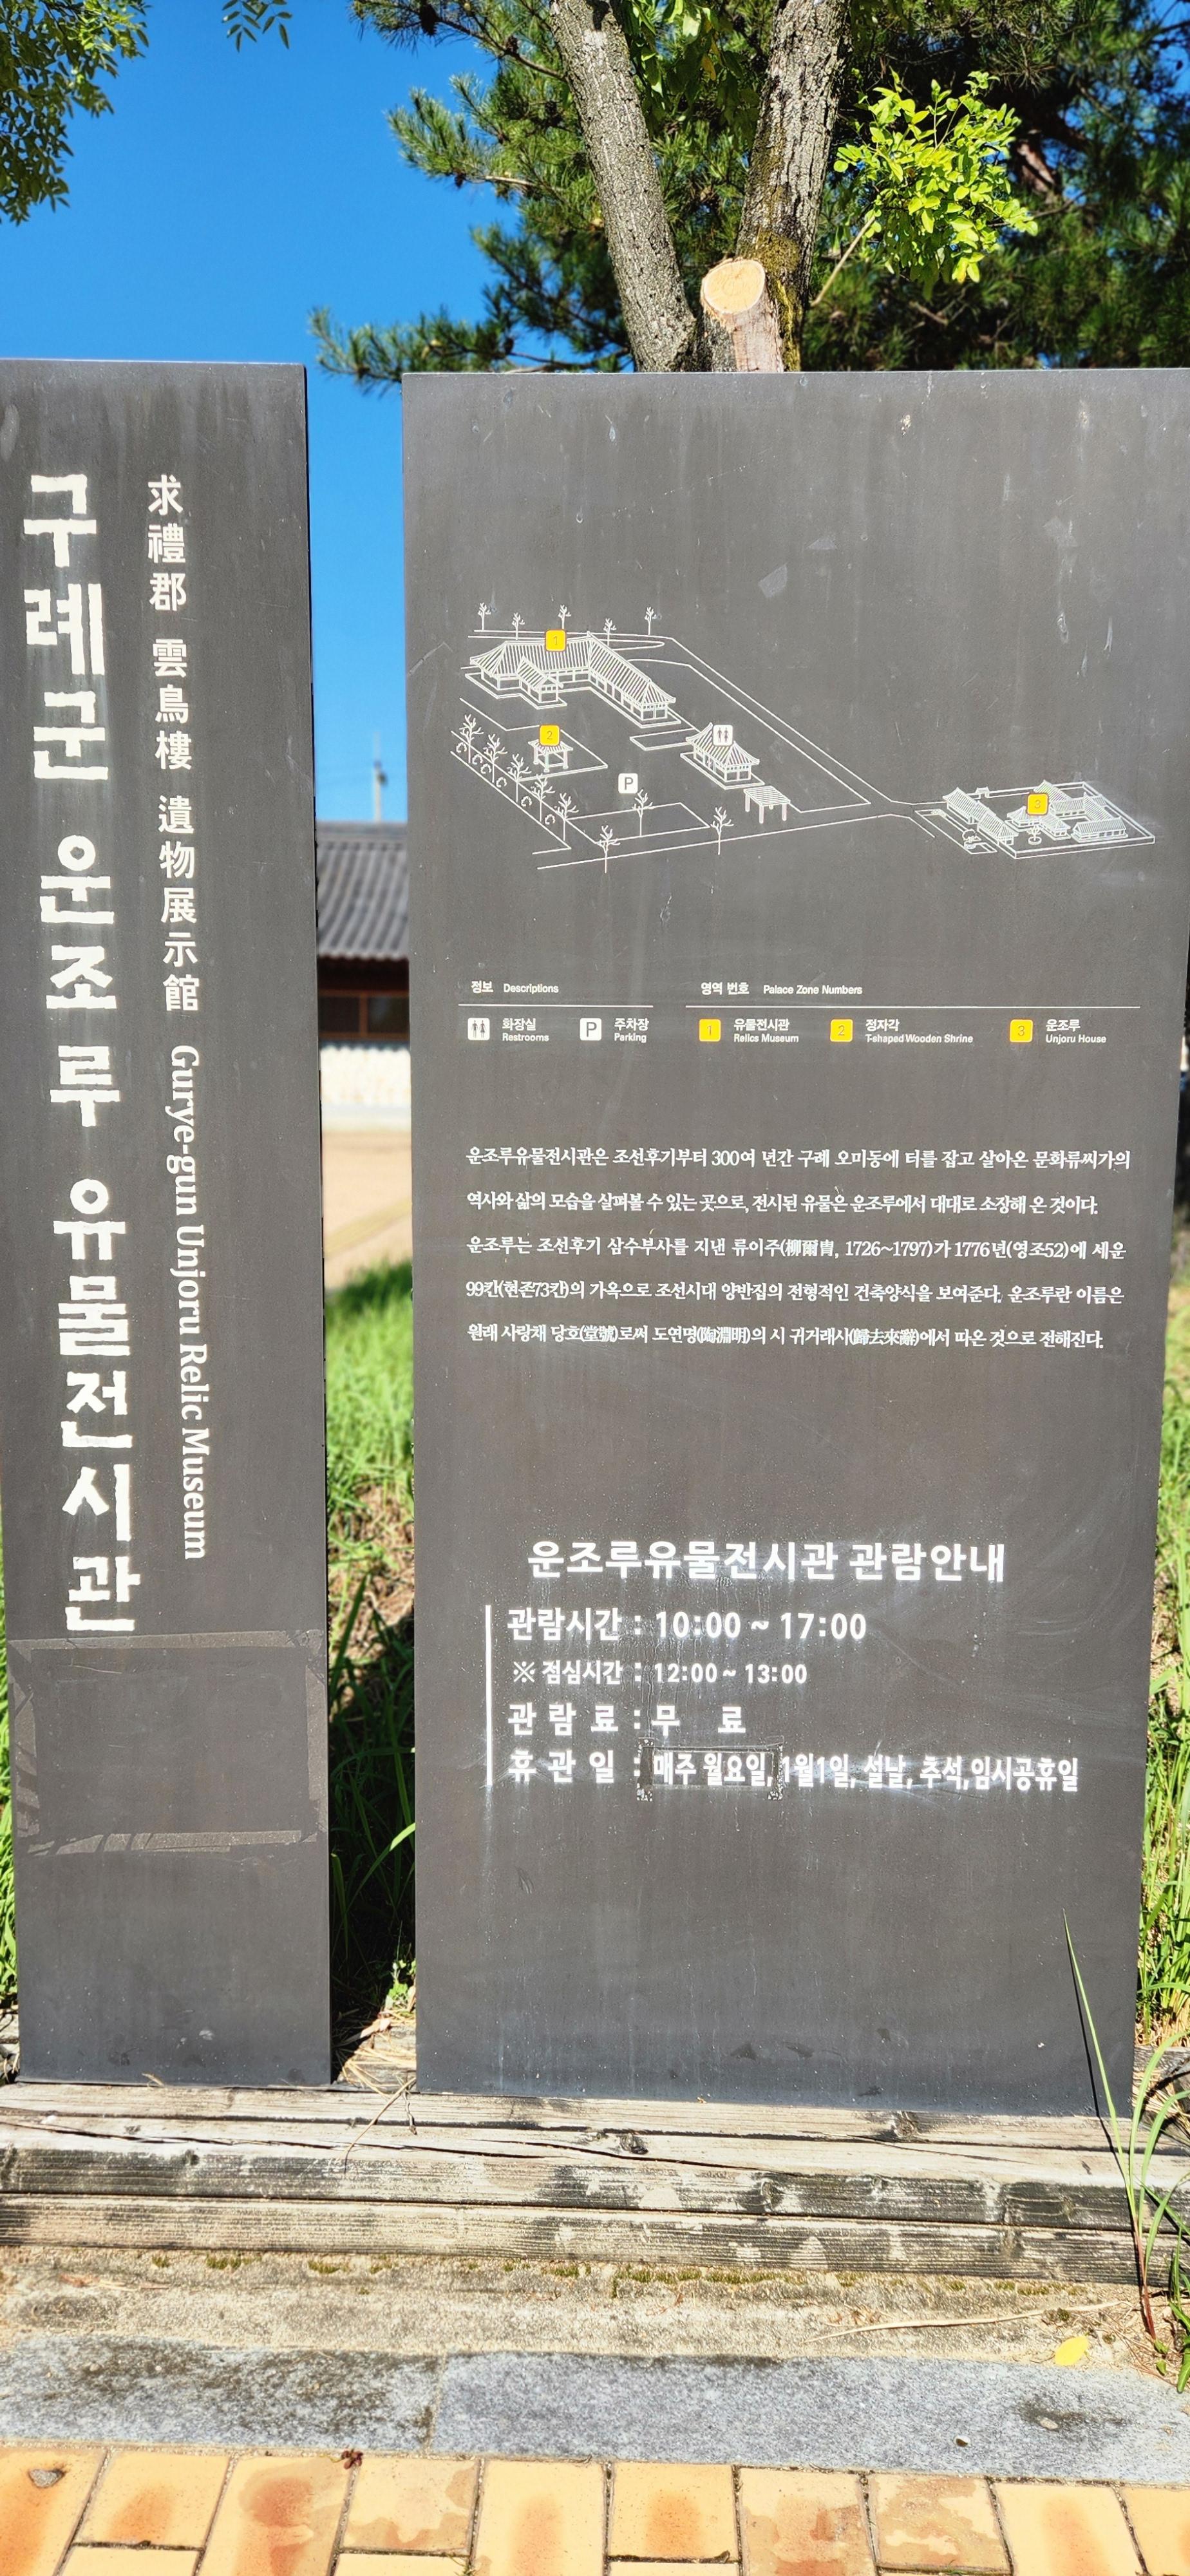 구례군 운조루 유물전시관
求禮郡 雲鳥樓 遺物展示館 Gurye-gun Unjoru Relic Museum
1
2
P
3
정보 Descriptions
영역 번호 Palace Zone Numbers
화장실
Restrooms
P 주차장
Parking
1 유물전시관
Relics Museum
2 정자각
T-shaped Wooden Shrine
3 운조루
Unjoru House
운조루유물전시관은 조선후기부터 300여 년간 구례 오미동에 터를 잡고 살아온 문화류씨가의
역사와 삶의 모습을 살펴볼 수 있는 곳으로, 전시된 유물은 운조루에서 대대로 소장해 온 것이다.
운조루는 조선후기 삼수부사를 지낸 류이주(柳爾胄, 1726~1797)가 1776년(영조52)에 세운
99칸(현존73칸)의 가옥으로 조선시대 양반집의 전형적인 건축양식을 보여준다. 운조루란 이름은
원래 사랑채 당호(堂號)로써 도연명(陶淵明)의 시 귀거래사(歸去來辭)에서 따온 것으로 전해진다.
운조루유물전시관 관람안내
관람시간 : 10:00 ~ 17:00
※ 점심시간 : 12:00 ~ 13:00
관 람 료 : 무 료
휴 관 일 : 매주 월요일, 1월1일, 설날, 추석, 임시공휴일